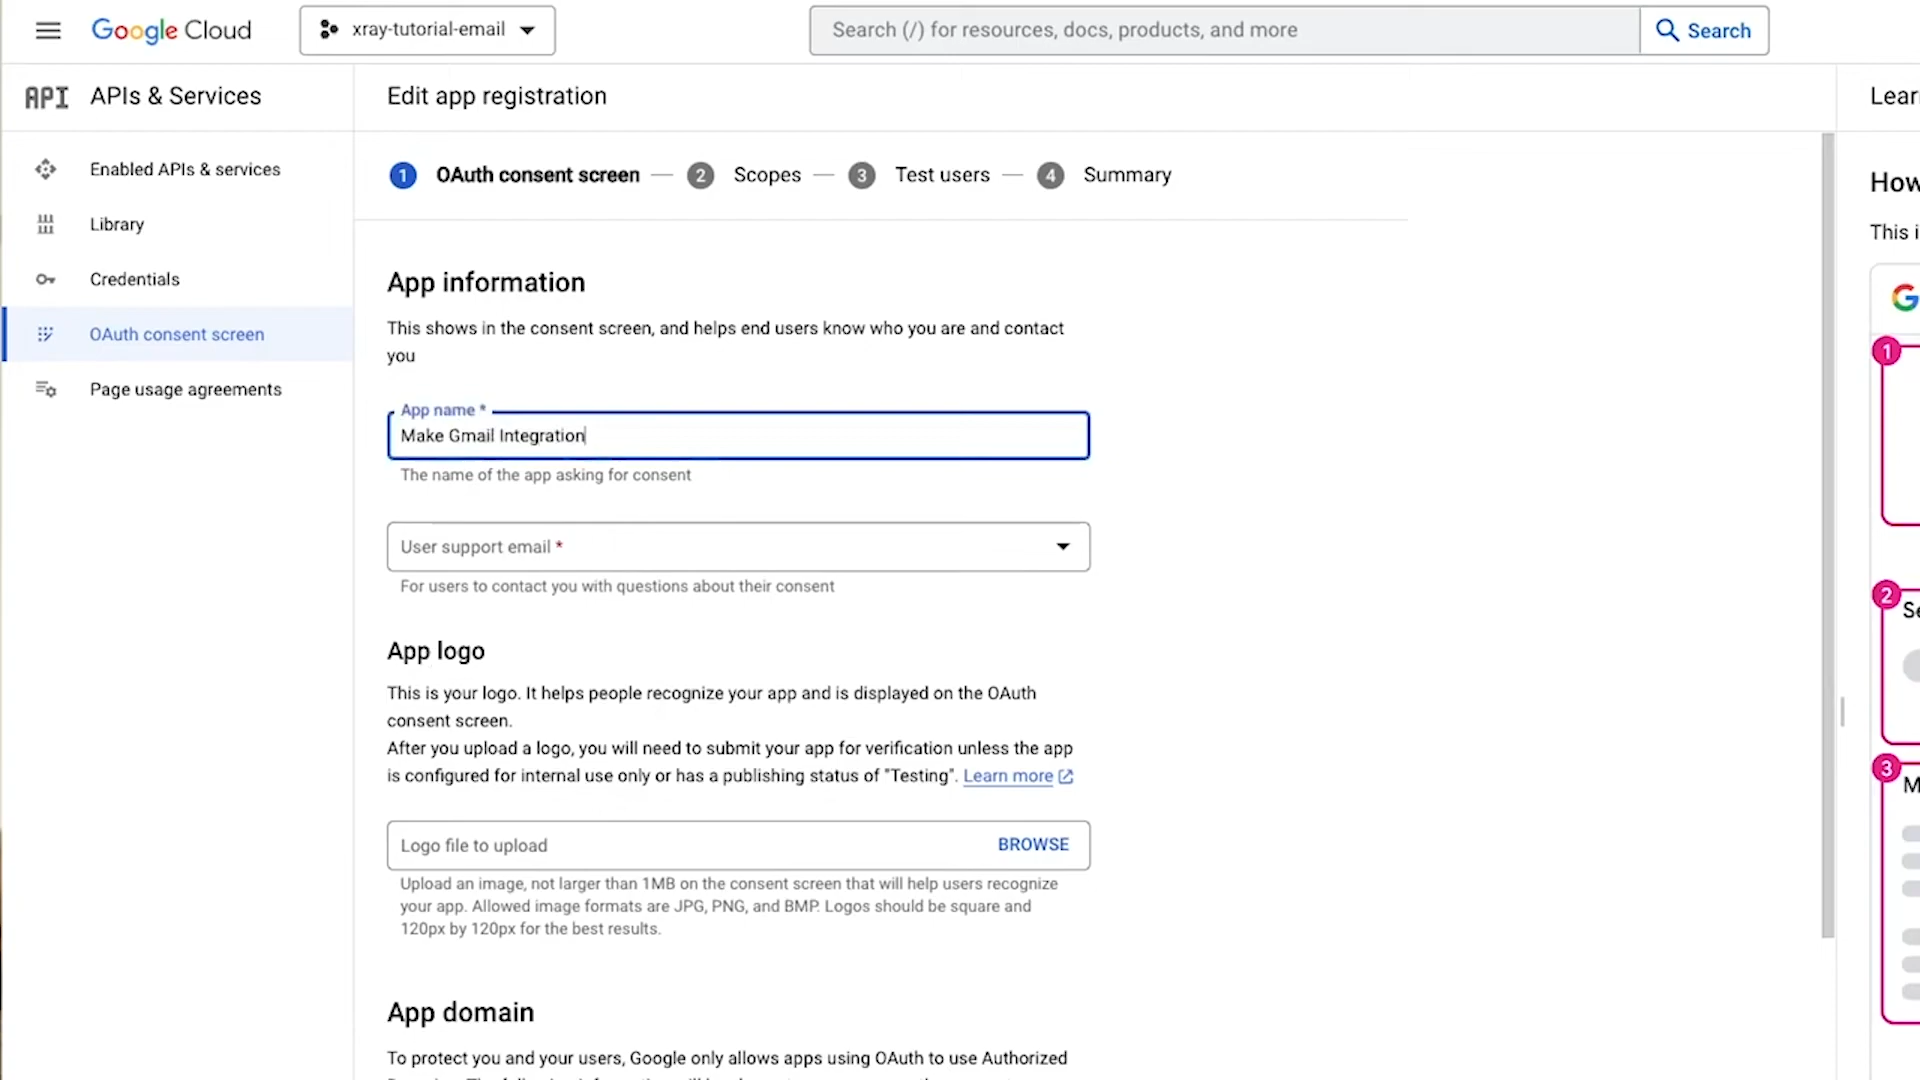 Google Cloud
xray-tutorial-email
Search (/) for resources, docs, products, and more
Search
API APIs & Services
Edit app registration
Enabled APIs & services
Library
Credentials
OAuth consent screen
Page usage agreements
1 OAuth consent screen — 2 Scopes — 3 Test users — 4 Summary
App information
This shows in the consent screen, and helps end users know who you are and contact
you
App name *
Make Gmail Integration
The name of the app asking for consent
User support email *
For users to contact you with questions about their consent
App logo
This is your logo. It helps people recognize your app and is displayed on the OAuth
consent screen.
After you upload a logo, you will need to submit your app for verification unless the app
is configured for internal use only or has a publishing status of "Testing". Learn more
Logo file to upload
BROWSE
Upload an image, not larger than 1MB on the consent screen that will help users recognize
your app. Allowed image formats are JPG, PNG, and BMP. Logos should be square and
120px by 120px for the best results.
App domain
To protect you and your users, Google only allows apps using OAuth to use Authorized
How
This i
G
1
2
Se
3
M